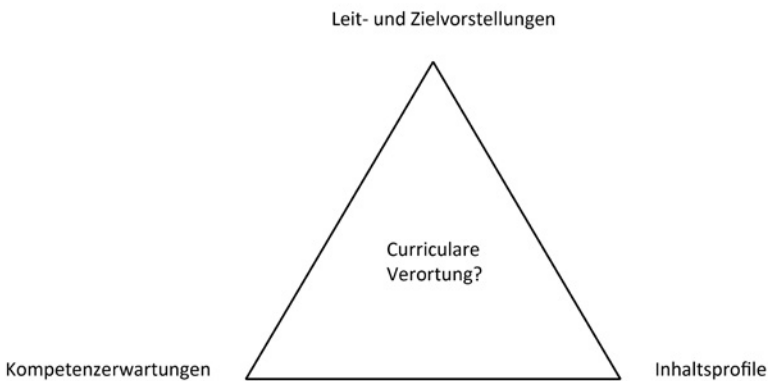 Leit- und Zielvorstellungen
Curriculare
Verortung?
Kompetenzerwartungen
Inhaltsprofile